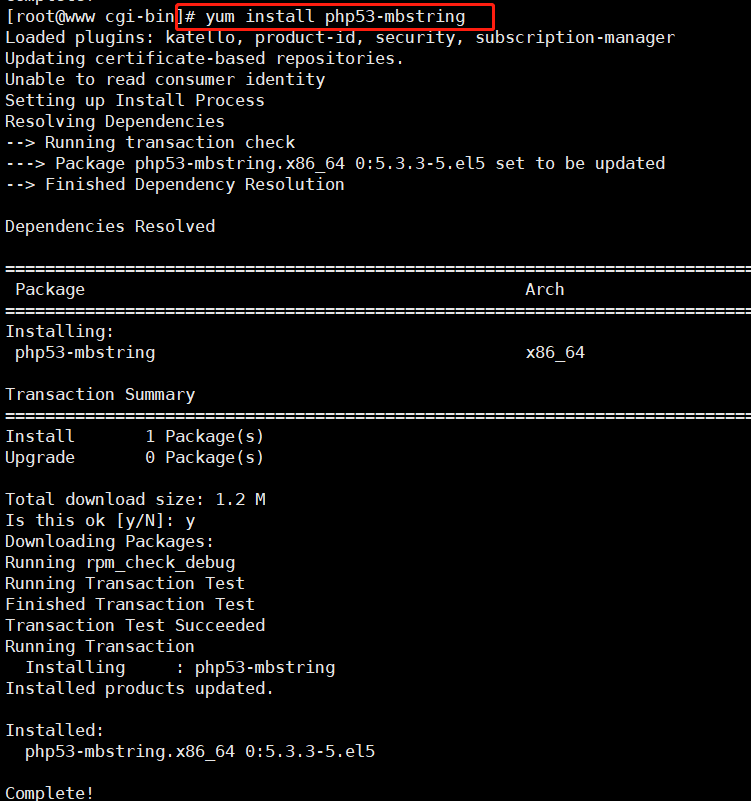 Complete!
[root@www cgi-bin]# yum install php53-mbstring
Loaded plugins: katello, product-id, security, subscription-manager
Updating certificate-based repositories.
Unable to read consumer identity
Setting up Install Process
Resolving Dependencies
--> Running transaction check
---> Package php53-mbstring.x86_64 0:5.3.3-5.el5 set to be updated
--> Finished Dependency Resolution
Dependencies Resolved
===========================================================================
Package Arch
===========================================================================
Installing:
php53-mbstring x86_64
Transaction Summary
===========================================================================
Install 1 Package(s)
Upgrade 0 Package(s)
Total download size: 1.2 M
Is this ok [y/N]: y
Downloading Packages:
Running rpm_check_debug
Running Transaction Test
Finished Transaction Test
Transaction Test Succeeded
Running Transaction
Installing : php53-mbstring
Installed products updated.
Installed:
php53-mbstring.x86_64 0:5.3.3-5.el5
Complete!